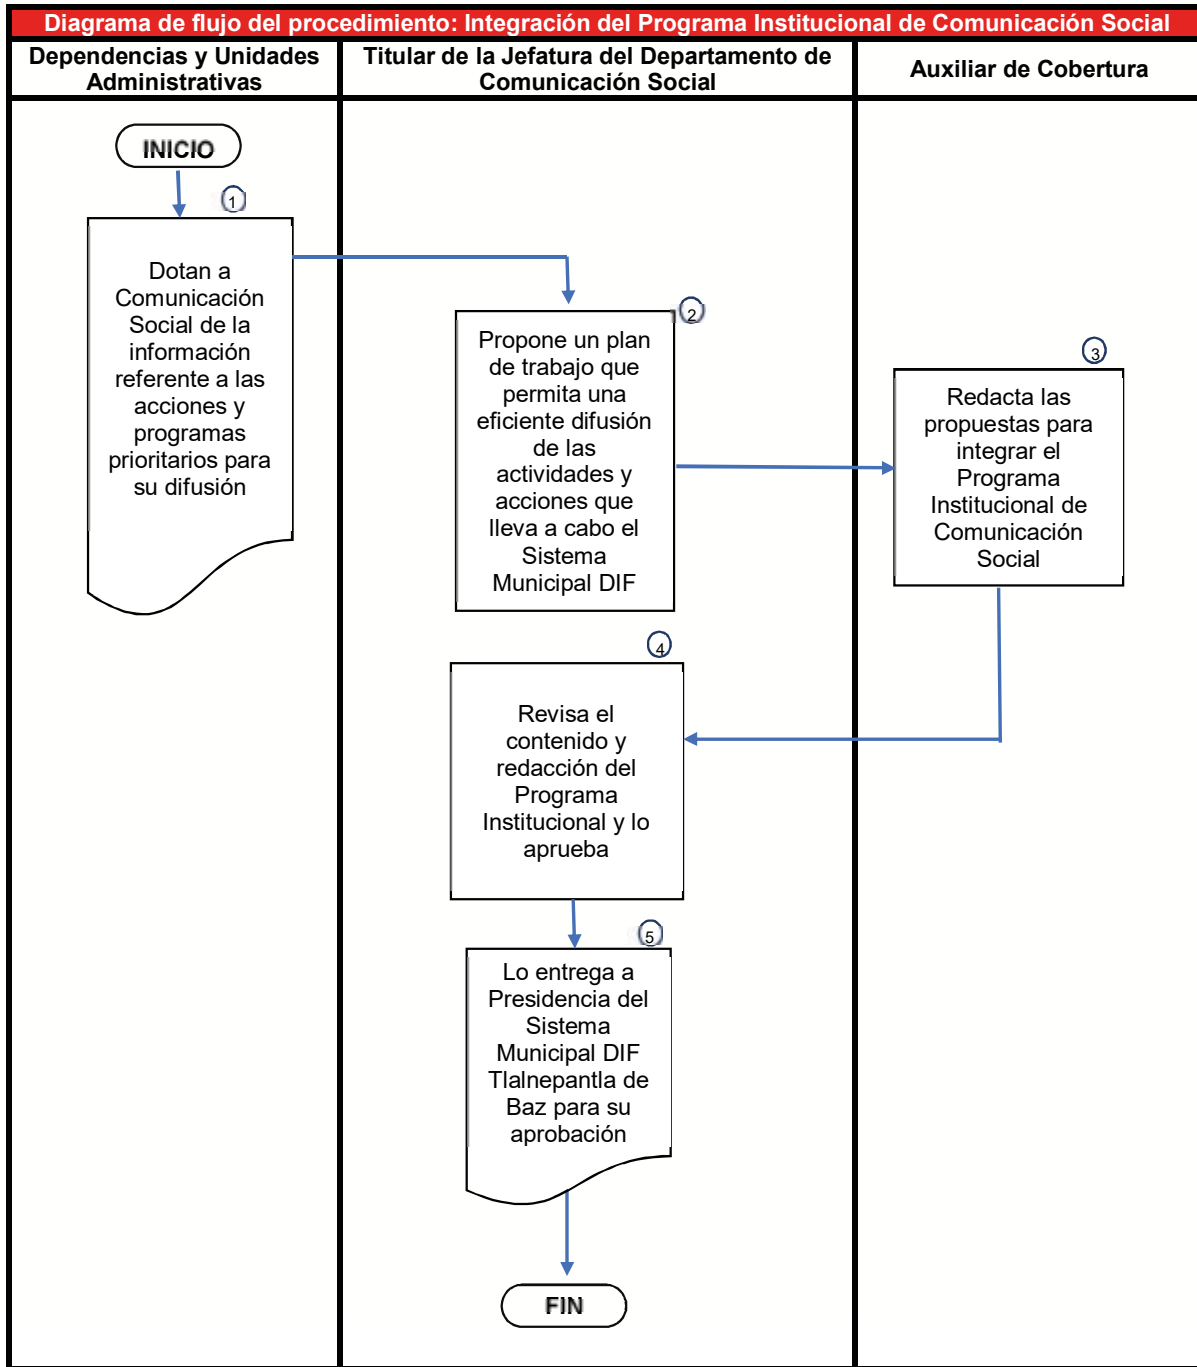 Diagrama de flujo del procedimiento: Integración del Programa Institucional de Comunicación Social
Dependencias y Unidades
Administrativas
Titular de la Jefatura del Departamento de
Comunicación Social
Auxiliar de Cobertura
INICIO
1
Dotan a
Comunicación
Social de la
información
referente a las
acciones y
programas
prioritarios para
su difusión
2
Propone un plan
de trabajo que
permita una
eficiente difusión
de las
actividades y
acciones que
lleva a cabo el
Sistema
Municipal DIF
3
Redacta las
propuestas para
integrar el
Programa
Institucional de
Comunicación
Social
4
Revisa el
contenido y
redacción del
Programa
Institucional y lo
aprueba
5
Lo entrega a
Presidencia del
Sistema
Municipal DIF
Tlalnepantla de
Baz para su
aprobación
FIN